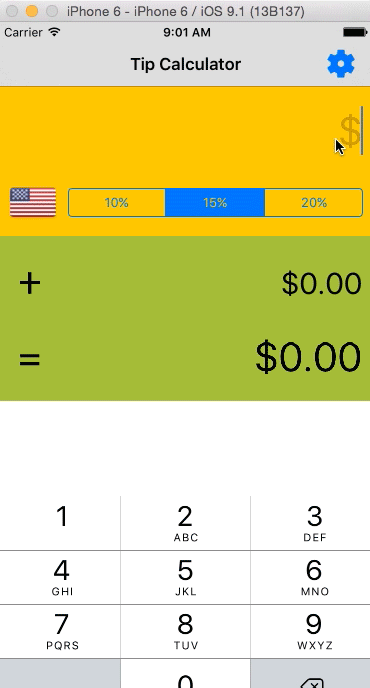 iPhone 6 - iPhone 6 / iOS 9.1 (13B137)
Carrier 9:01 AM
Tip Calculator
$
10% 15% 20%
+ $0.00
= $0.00
1 2 3
ABC DEF
4 5 6
GHI JKL MNO
7 8 9
PQRS TUV WXYZ
0